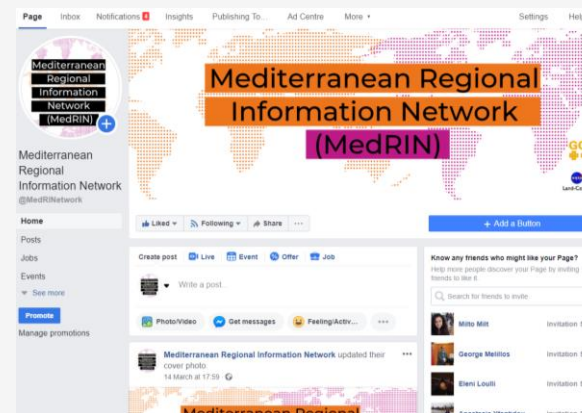 Page Inbox Notifications 4 Insights Publishing To... Ad Centre More Settings
Mediterranean
Regional
Information
Network
(MedRIN)
Mediterranean Regional
Information Network
(MedRIN)
Mediterranean
Regional
Information Network
@MedRINetwork
Home
Posts
Jobs
Events
See more
Promote
Manage promotions
Liked Following Share ...
+ Add a Button
Create post Live Event Offer Job
Write a post...
Photo/Video Get messages Feeling/Activ... ...
Know any friends who might like your Page?
Help more people discover your Page by inviting
friends to like it.
Search for friends to invite
Milto Milt Invitation
George Melillos Invitation
Eleni Loulli Invitation
Mediterranean Regional Information Network updated their ...
cover photo.
14 March at 17:59
Mediterranean Regional